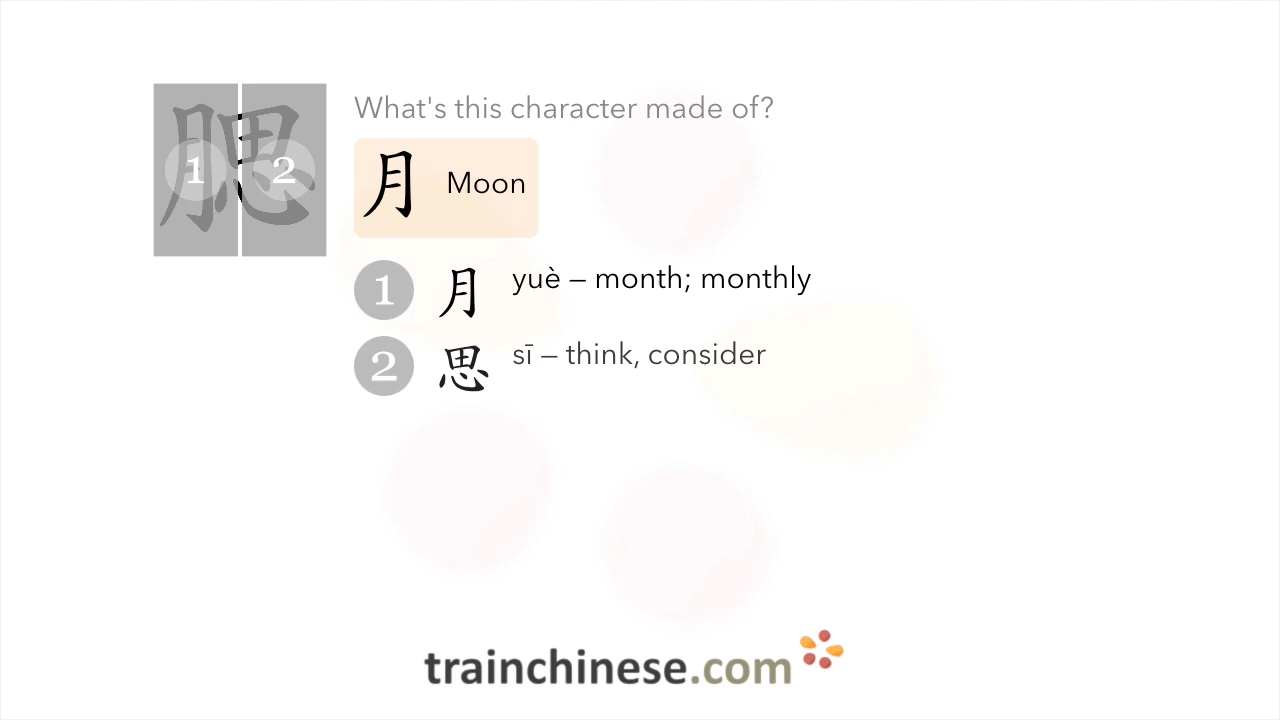 腮
1 2
What's this character made of?
月 Moon
1 月 yuè – month; monthly
2 思 sī – think, consider
trainchinese.com